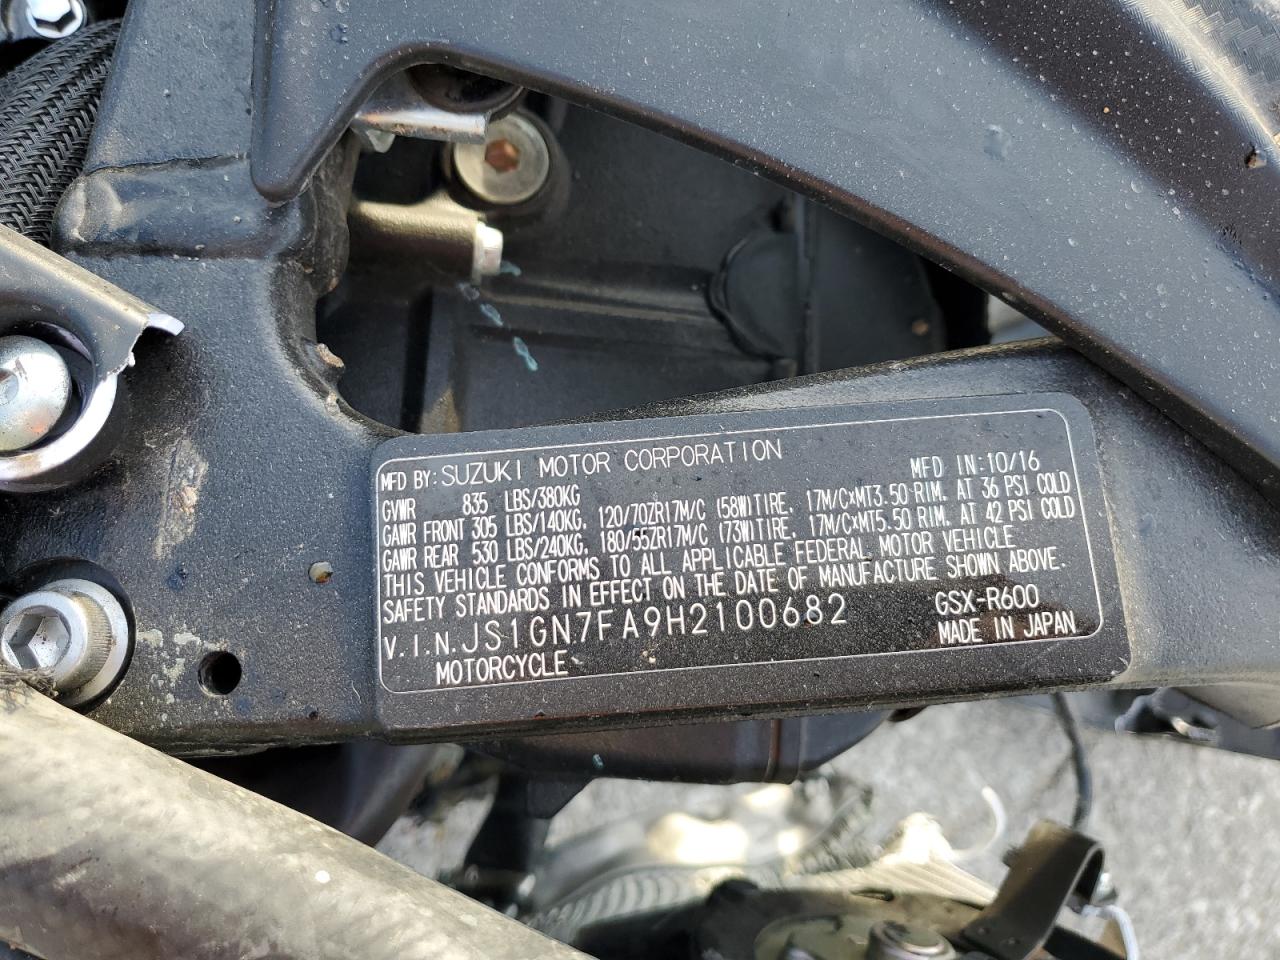 MFD BY: SUZUKI MOTOR CORPORATION MFD IN: 10/16
GVWR 835 LBS/380KG
GAWR FRONT 305 LBS/140KG. 120/70ZR17M/C (58W)TIRE. 17M/C×MT3.50 RIM. AT 36 PSI COLD
GAWR REAR 530 LBS/240KG. 180/55ZR17M/C (73W)TIRE. 17M/C×MT5.50 RIM. AT 42 PSI COLD
THIS VEHICLE CONFORMS TO ALL APPLICABLE FEDERAL MOTOR VEHICLE
SAFETY STANDARDS IN EFFECT ON THE DATE OF MANUFACTURE SHOWN ABOVE.
V.I.N. JS1GN7FA9H2100682 GSX-R600
MOTORCYCLE MADE IN JAPAN